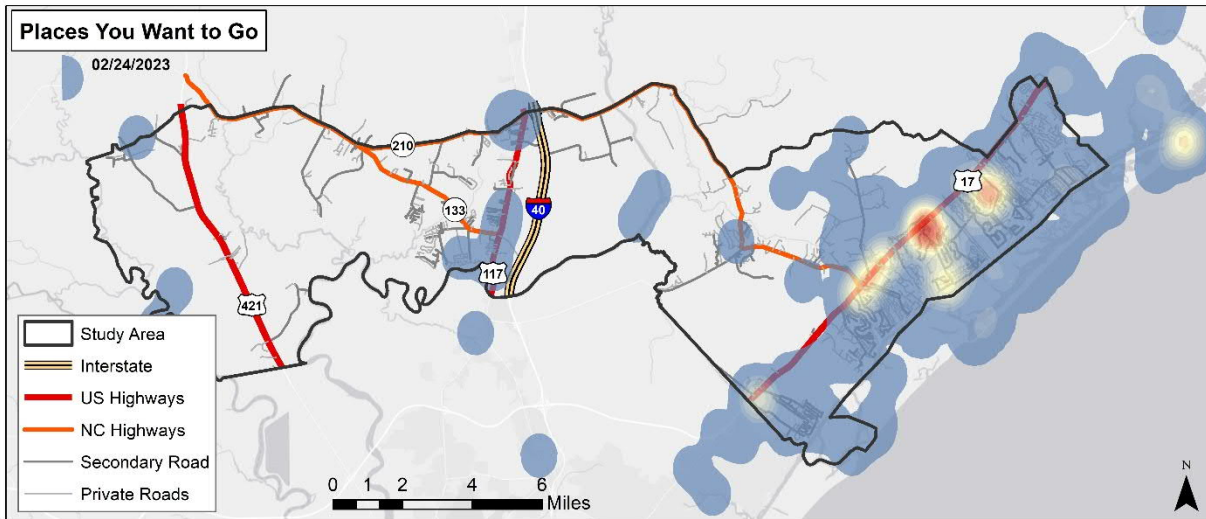 Places You Want to Go
02/24/2023
210
133
40
17
117
421
Study Area
Interstate
US Highways
NC Highways
Secondary Road
Private Roads
0 1 2 4 6
Miles
N